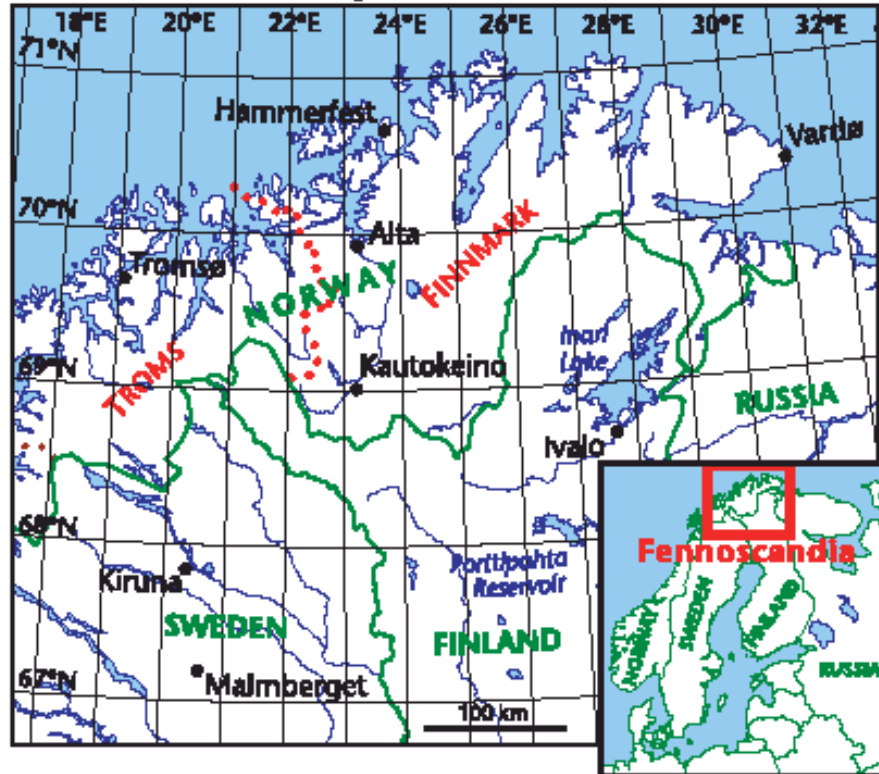 18°E 20°E 22°E 24°E 26°E 28°E 30°E 32°E
71°N
Hammerfest
Vardø
70°N
Alta
Tromsø
FINNMARK
NORWAY
Inari
Lake
69°N
Kautokeino
TROMS
RUSSIA
Ivalo
68°N
Fennoscandia
Porttipahta
Reservoir
Kiruna
SWEDEN
FINLAND
SWEDEN
FINLAND
NORWAY
RUSSIA
67°N
Malmberget
100 km